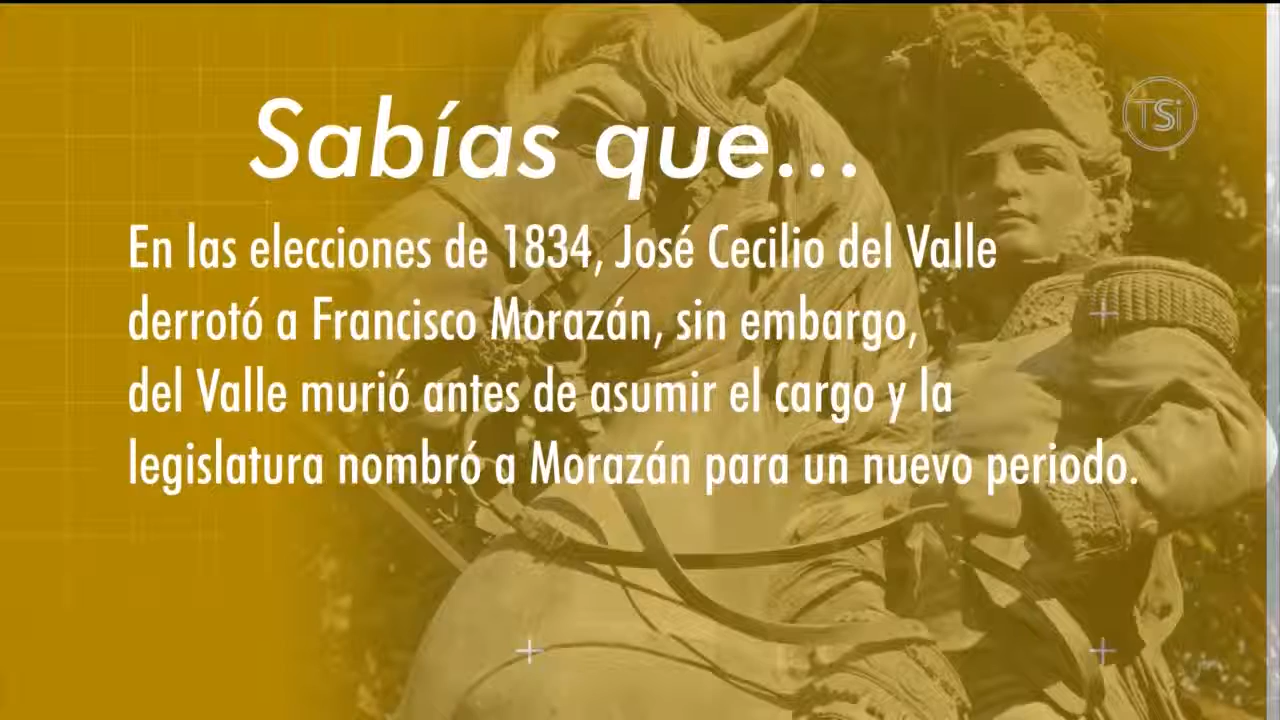 TSi
Sabías que...
En las elecciones de 1834, José Cecilio del Valle
derrotó a Francisco Morazán, sin embargo,
del Valle murió antes de asumir el cargo y la
legislatura nombró a Morazán para un nuevo periodo.